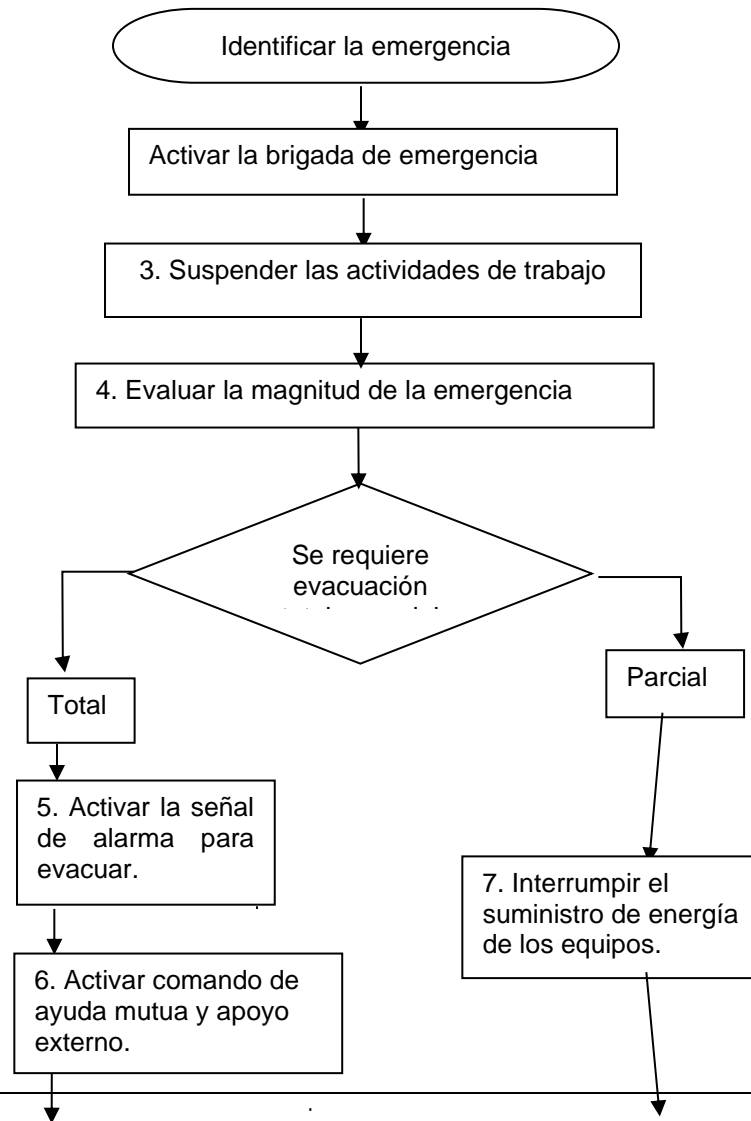 Identificar la emergencia
Activar la brigada de emergencia
3. Suspender las actividades de trabajo
4. Evaluar la magnitud de la emergencia
Se requiere
evacuación
Total
Parcial
5. Activar la señal
de alarma para
evacuar.
7. Interrumpir el
suministro de energía
de los equipos.
6. Activar comando de
ayuda mutua y apoyo
externo.